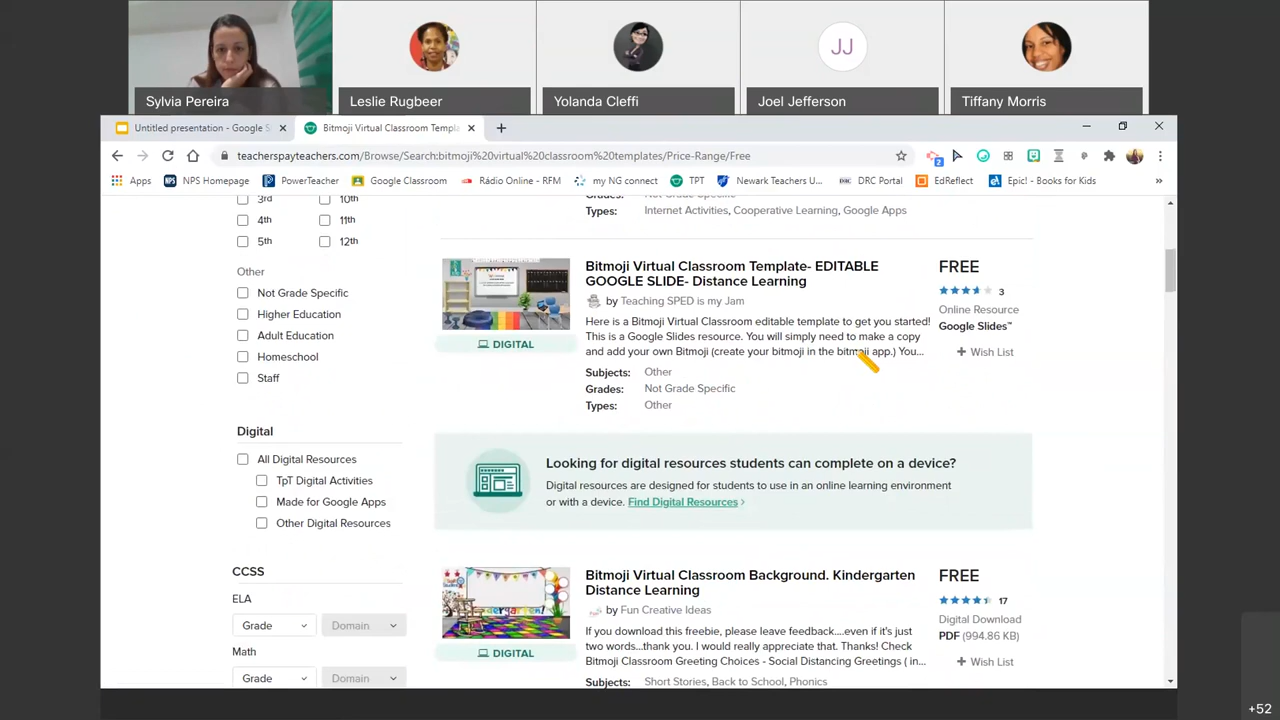 Sylvia Pereira
Leslie Rugbeer
Yolanda Cleffi
JJ
Joel Jefferson
Tiffany Morris
Untitled presentation - Google S
Bitmoji Virtual Classroom Templa
teacherspayteachers.com/Browse/Search:bitmoji%20virtual%20classroom%20templates/Price-Range/Free
2
Apps
NPS Homepage
PowerTeacher
Google Classroom
Rádio Online - RFM
my NG connect
TPT
Newark Teachers U...
DRC Portal
EdReflect
Epic! - Books for Kids
»
3rd
10th
4th
11th
5th
12th
Other
Not Grade Specific
Higher Education
Adult Education
Homeschool
Staff
Digital
All Digital Resources
TpT Digital Activities
Made for Google Apps
Other Digital Resources
CCSS
ELA
Grade
Domain
Math
Grade
Domain
Grades: Not Grade Specific
Types: Internet Activities, Cooperative Learning, Google Apps
DIGITAL
Bitmoji Virtual Classroom Template- EDITABLE
GOOGLE SLIDE- Distance Learning
by Teaching SPED is my Jam
Here is a Bitmoji Virtual Classroom editable template to get you started!
This is a Google Slides resource. You will simply need to make a copy
and add your own Bitmoji (create your bitmoji in the bitmoji app.) You...
Subjects: Other
Grades: Not Grade Specific
Types: Other
FREE
3
Online Resource
Google Slides™
+ Wish List
Looking for digital resources students can complete on a device?
Digital resources are designed for students to use in an online learning environment
or with a device. Find Digital Resources >
DIGITAL
Bitmoji Virtual Classroom Background. Kindergarten
Distance Learning
by Fun Creative Ideas
If you download this freebie, please leave feedback....even if it's just
two words...thank you. I would really appreciate that. Thanks! Check
Bitmoji Classroom Greeting Choices - Social Distancing Greetings ( in...
Subjects: Short Stories, Back to School, Phonics
FREE
17
Digital Download
PDF (994.86 KB)
+ Wish List
+52